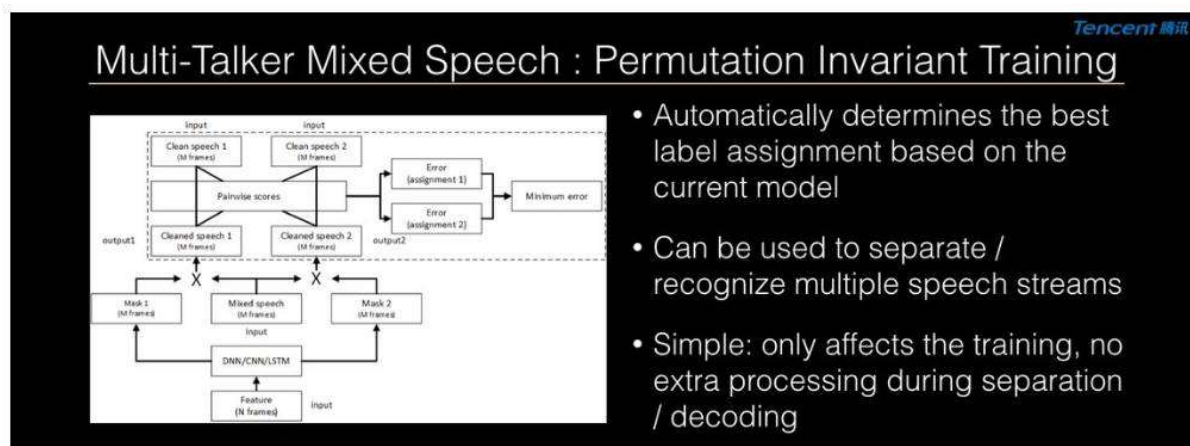 Tencent 腾讯
Multi-Talker Mixed Speech : Permutation Invariant Training
input
input
Clean speech 1
(M frames)
Clean speech 2
(M frames)
Pairwise scores
Error
(assignment 1)
Error
(assignment 2)
Minimum error
output1
Cleaned speech 1
(M frames)
Cleaned speech 2
(M frames)
output2
X
X
Mask 1
(M frames)
Mixed speech
(M frames)
Mask 2
(M frames)
input
DNN/CNN/LSTM
Feature
(N frames)
input
• Automatically determines the best
label assignment based on the
current model
• Can be used to separate /
recognize multiple speech streams
• Simple: only affects the training, no
extra processing during separation
/ decoding